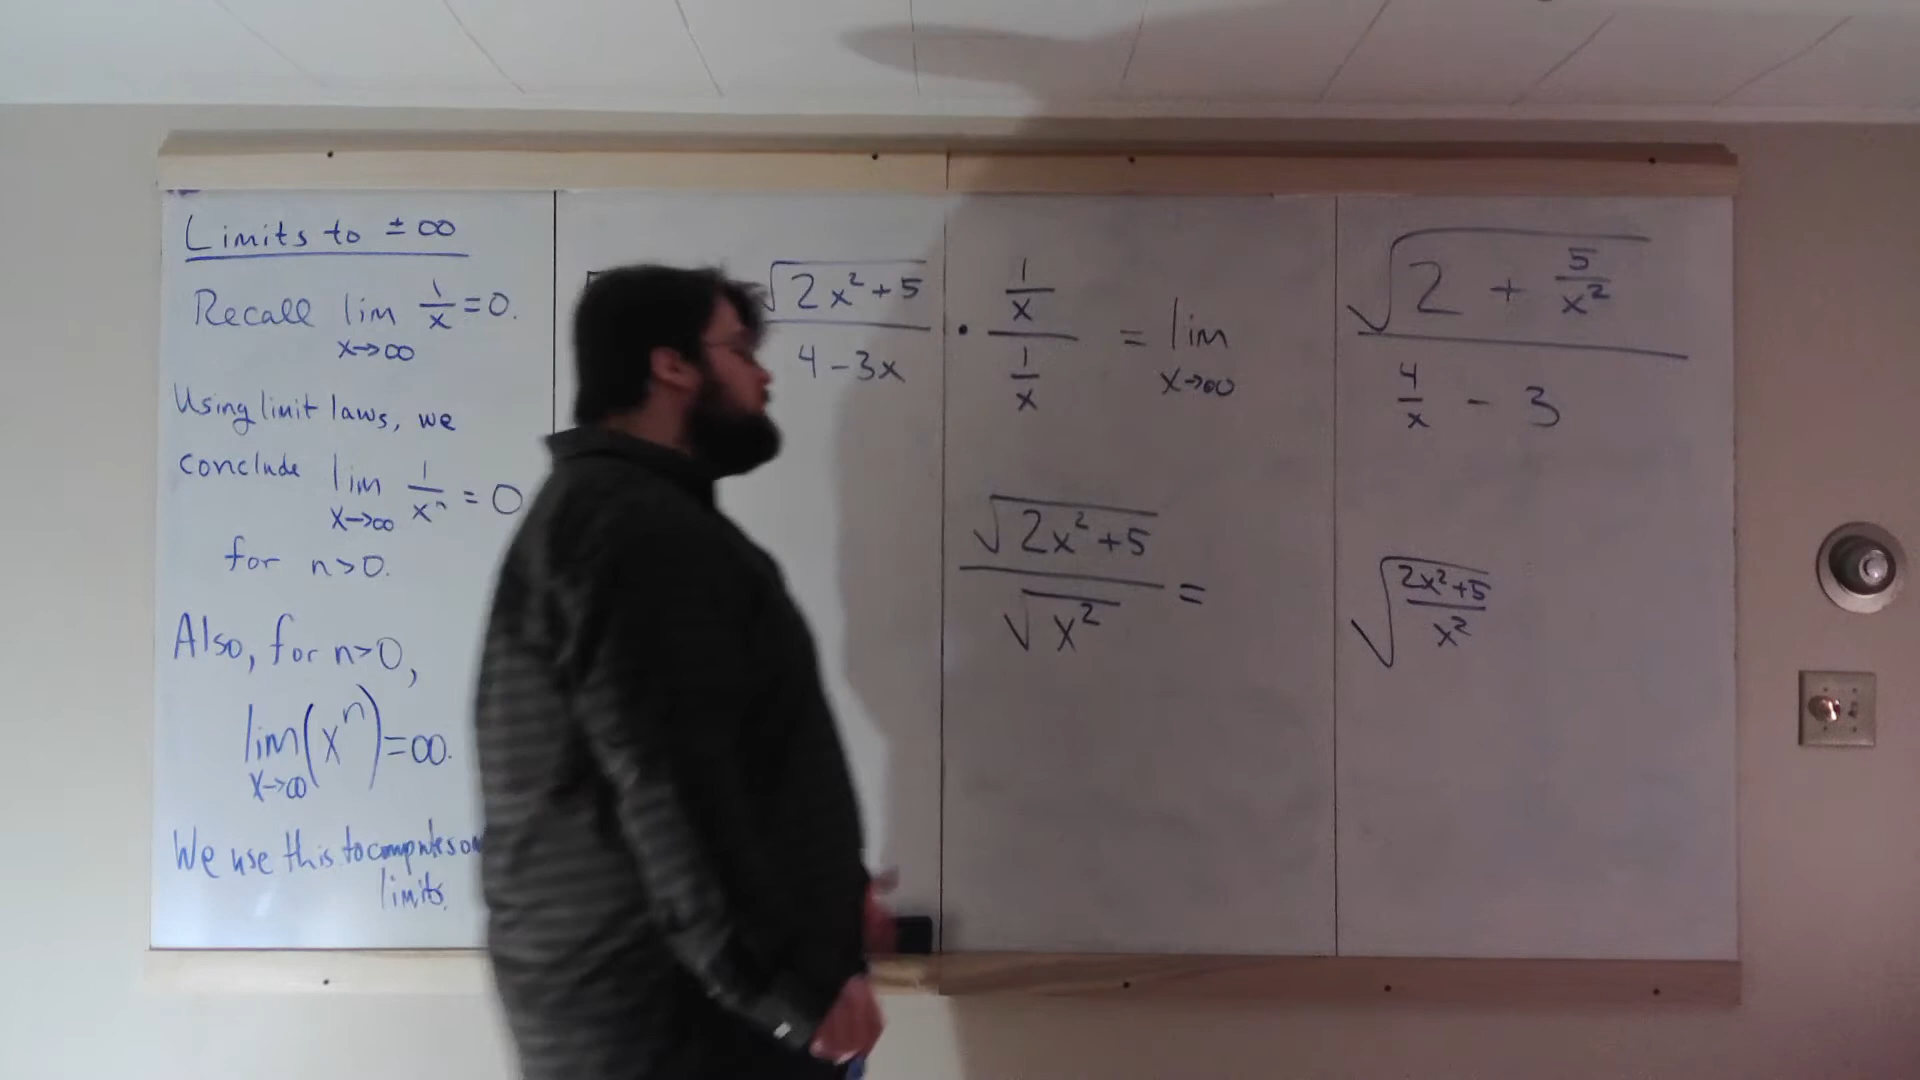 Limits to ± ∞
Recall lim 1/x = 0.
x→∞
Using limit laws, we
conclude lim 1/xⁿ = 0
x→∞
for n>0.
Also, for n>0,
lim (xⁿ) = ∞.
x→∞
We use this to compute
limits.
√(2x²+5) / (4-3x) · (1/x)/(1/x) = lim
x→∞
√(2 + 5/x²) / (4/x - 3)
√(2x²+5) / √(x²) =
√((2x²+5)/x²)